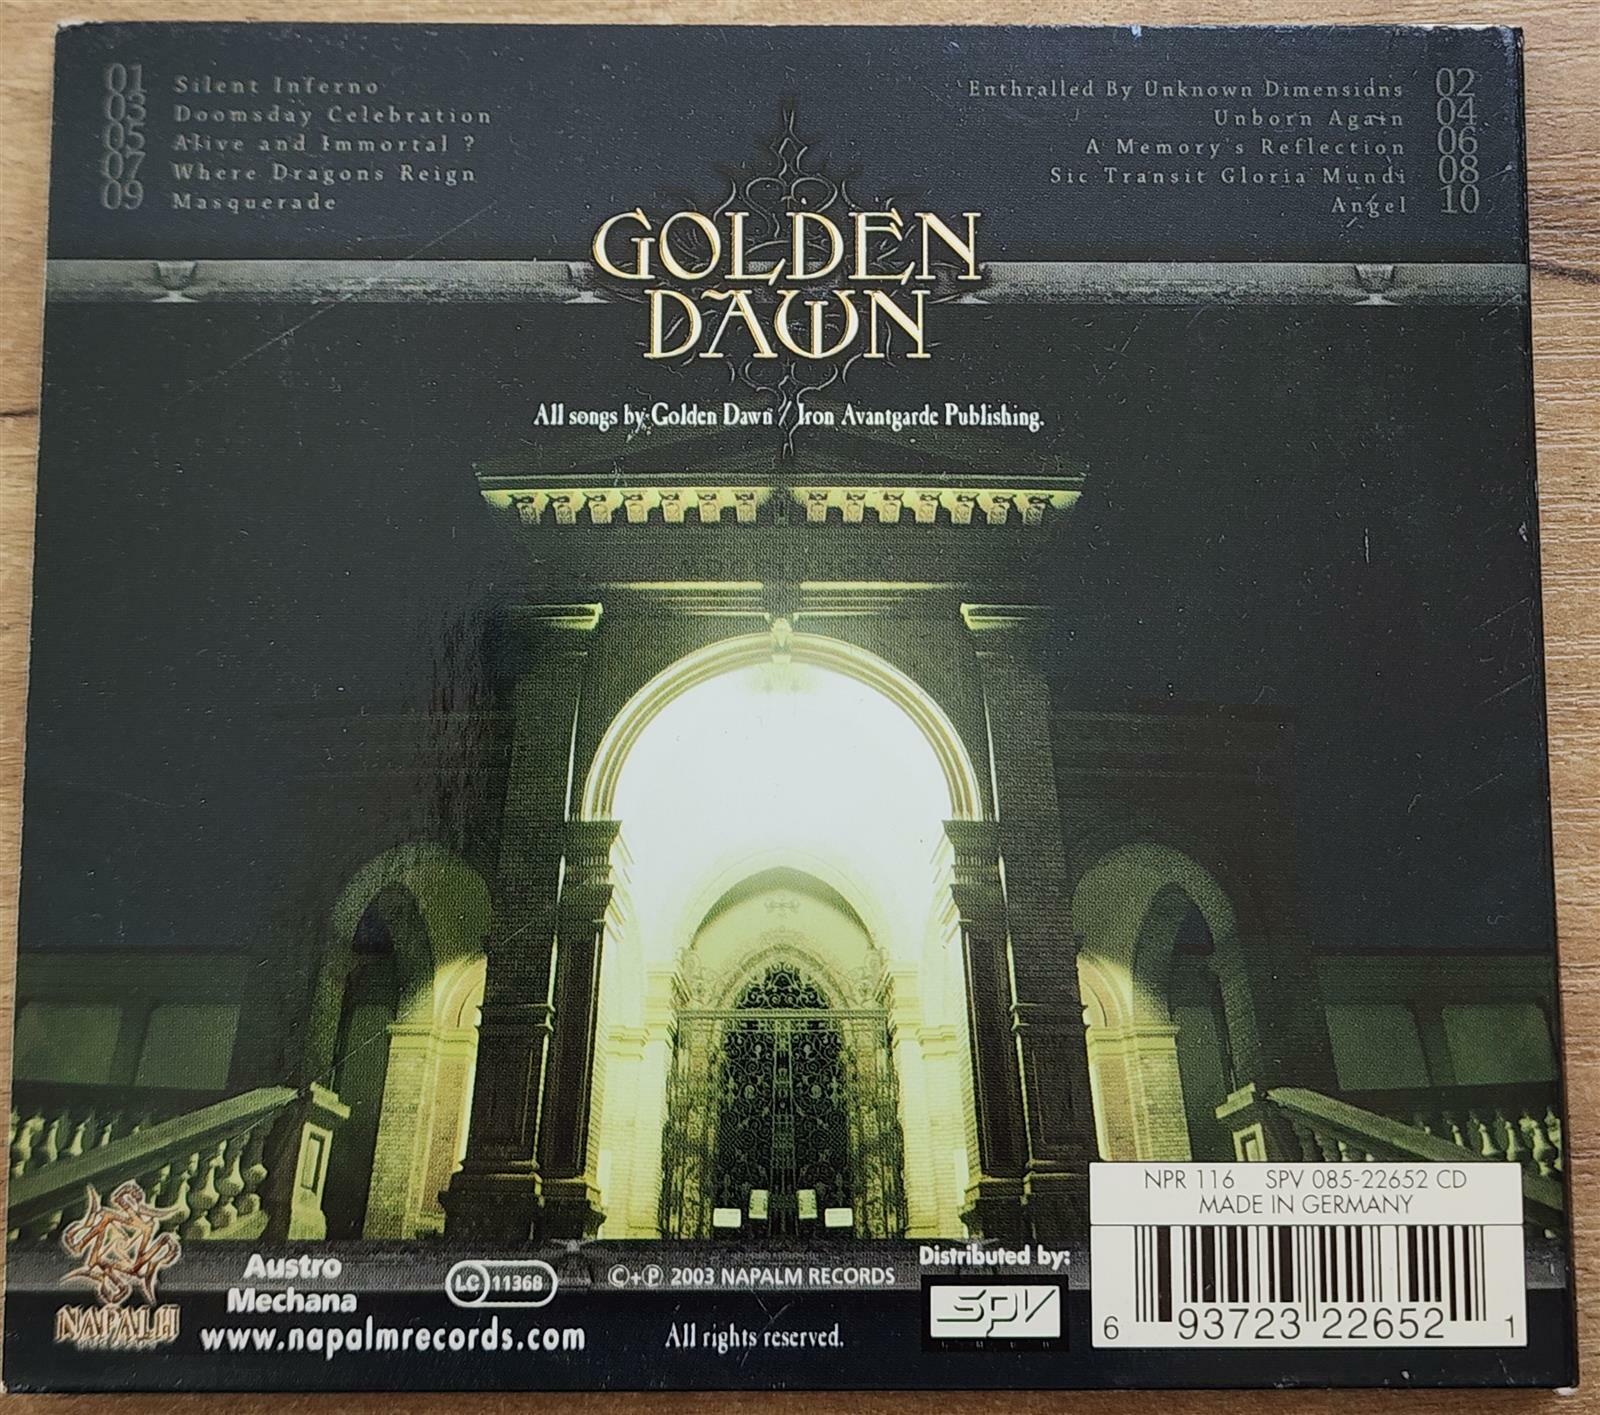 01 Silent Inferno
03 Doomsday Celebration
05 Alive and Immortal ?
07 Where Dragons Reign
09 Masquerade
Enthralled By Unknown Dimensions 02
Unborn Again 04
A Memory's Reflection 06
Sic Transit Gloria Mundi 08
Angel 10
GOLDEN
DAWN
All songs by Golden Dawn / Iron Avantgarde Publishing.
NPR 116 SPV 085-22652 CD
MADE IN GERMANY
6 93723 22652 1
NAPALM
Austro
Mechana
LC 11368
©+℗ 2003 NAPALM RECORDS
Distributed by:
SPV
www.napalmrecords.com
All rights reserved.